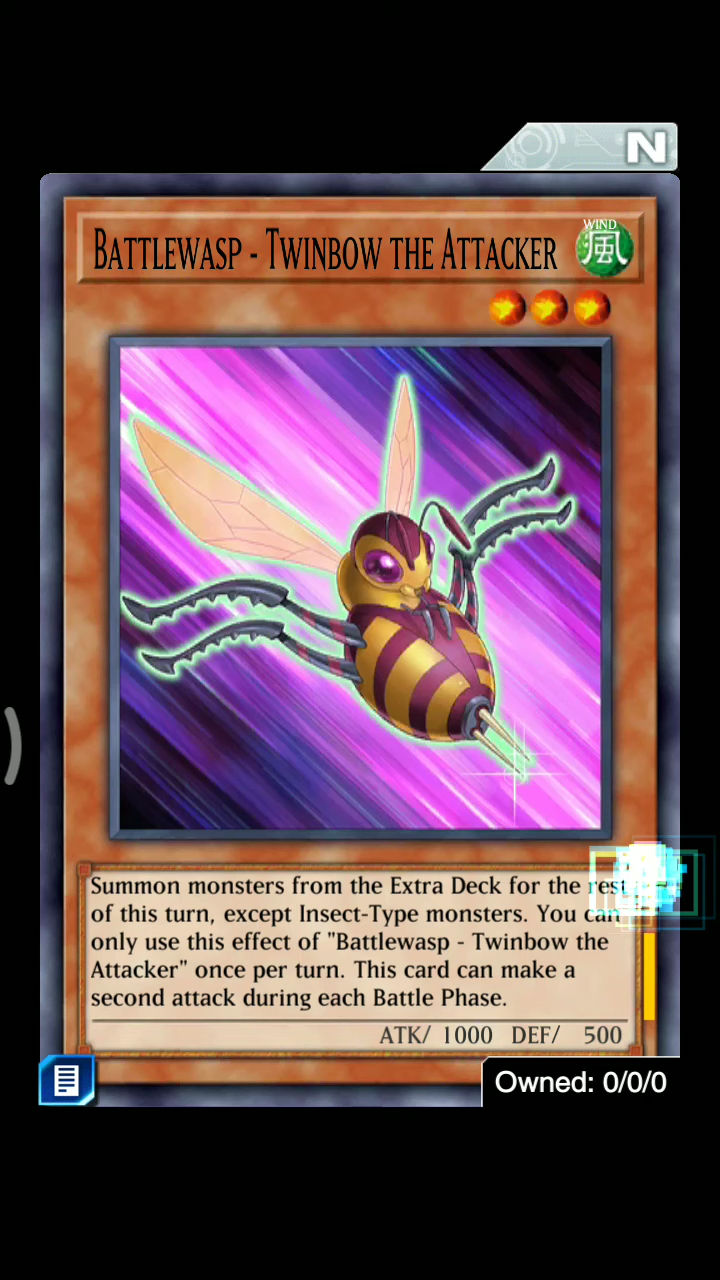 N
BATTLEWASP - TWINBOW THE ATTACKER
WIND
風
Summon monsters from the Extra Deck for the rest
of this turn, except Insect-Type monsters. You can
only use this effect of "Battlewasp - Twinbow the
Attacker" once per turn. This card can make a
second attack during each Battle Phase.
ATK/ 1000 DEF/ 500
Owned: 0/0/0